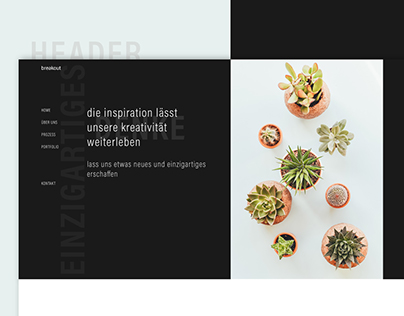 HEADER
breakout
EINZIGARTIGES
DENKE
HOME
ÜBER UNS
PROZESS
PORTFOLIO
KONTAKT
die inspiration lässt
unsere kreativität
weiterleben
lass uns etwas neues und einzigartiges
erschaffen